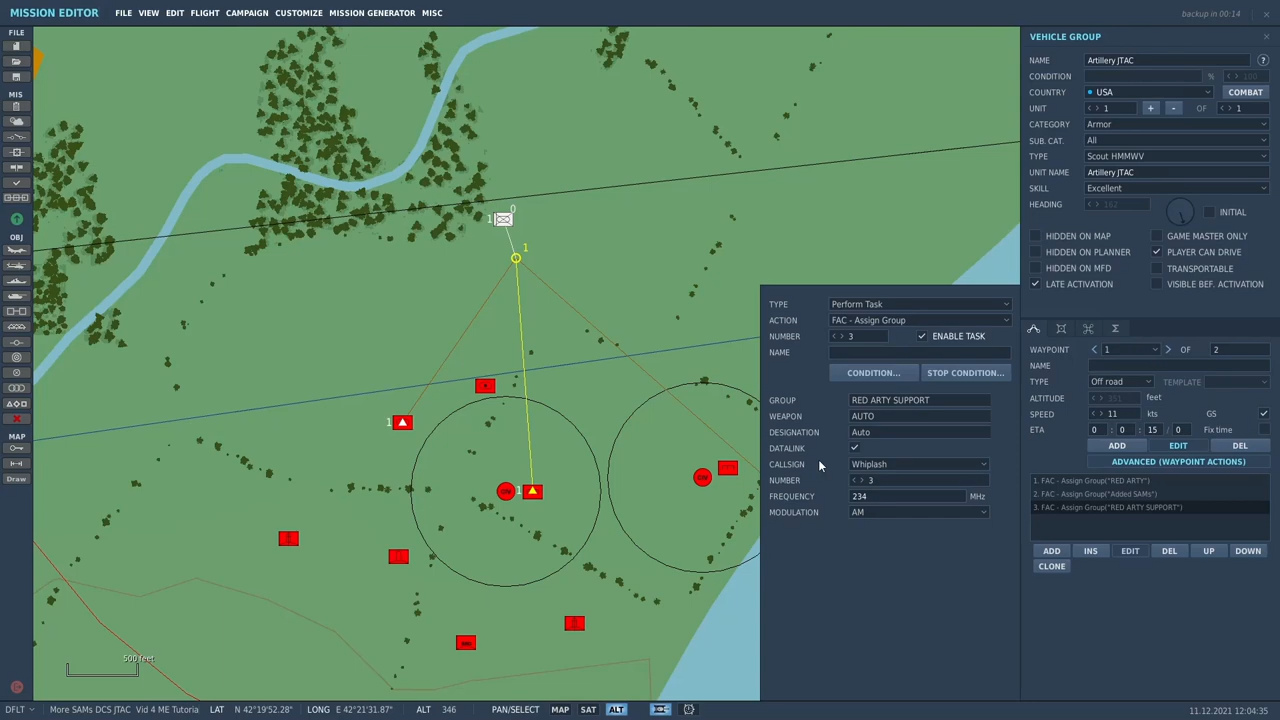 MISSION EDITOR
FILE VIEW EDIT FLIGHT CAMPAIGN CUSTOMIZE MISSION GENERATOR MISC
backup in 00:14
FILE
MIS
OBJ
MAP
Draw
0
1
1
1
1
500 feet
TYPE Perform Task
ACTION FAC - Assign Group
NUMBER 3 ENABLE TASK
NAME
CONDITION... STOP CONDITION...
GROUP RED ARTY SUPPORT
WEAPON AUTO
DESIGNATION Auto
DATALINK
CALLSIGN Whiplash
NUMBER 3
FREQUENCY 234 MHz
MODULATION AM
VEHICLE GROUP
NAME Artillery JTAC ?
CONDITION % 100
COUNTRY USA COMBAT
UNIT 1 + - OF 1
CATEGORY Armor
SUB. CAT. All
TYPE Scout HMMWV
UNIT NAME Artillery JTAC
SKILL Excellent
HEADING 162 INITIAL
HIDDEN ON MAP GAME MASTER ONLY
HIDDEN ON PLANNER PLAYER CAN DRIVE
HIDDEN ON MFD TRANSPORTABLE
LATE ACTIVATION VISIBLE BEF. ACTIVATION
WAYPOINT 1 OF 2
NAME
TYPE Off road TEMPLATE
ALTITUDE 351 feet
SPEED 11 kts GS
ETA 0 : 0 : 15 / 0 Fix time
ADD EDIT DEL
ADVANCED (WAYPOINT ACTIONS)
1. FAC - Assign Group("RED ARTY")
2. FAC - Assign Group("Added SAMs")
3. FAC - Assign Group("RED ARTY SUPPORT")
ADD INS EDIT DEL UP DOWN
CLONE
DFLT More SAMs DCS JTAC Vid 4 ME Tutoria LAT N 42°19'52.28" LONG E 42°21'31.87" ALT 346 PAN/SELECT MAP SAT ALT 11.12.2021 12:04:35